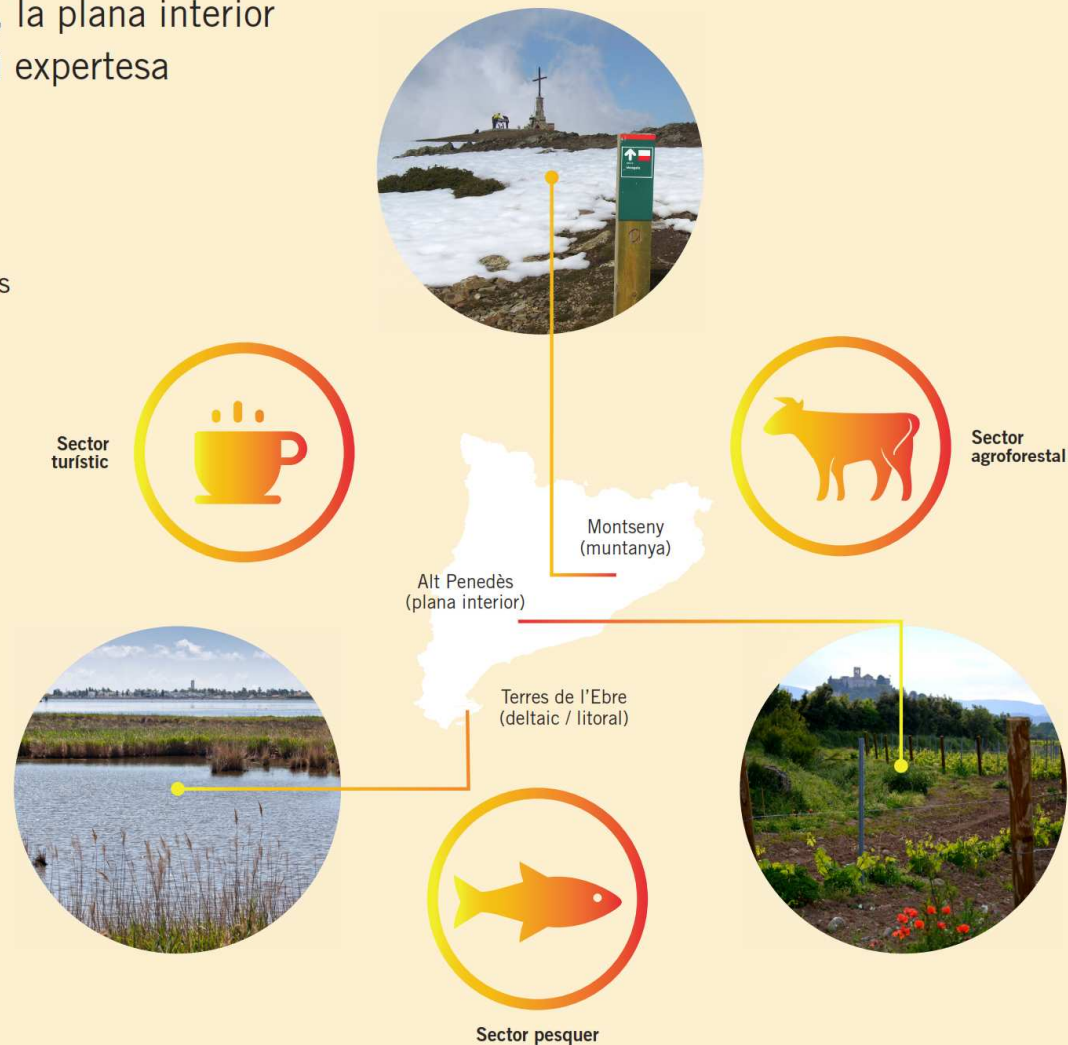 la plana interior
expertesa
s
Sector
turístic
Sector
agroforestal
Montseny
(muntanya)
Alt Penedès
(plana interior)
Terres de l'Ebre
(deltaic / litoral)
Sector pesquer